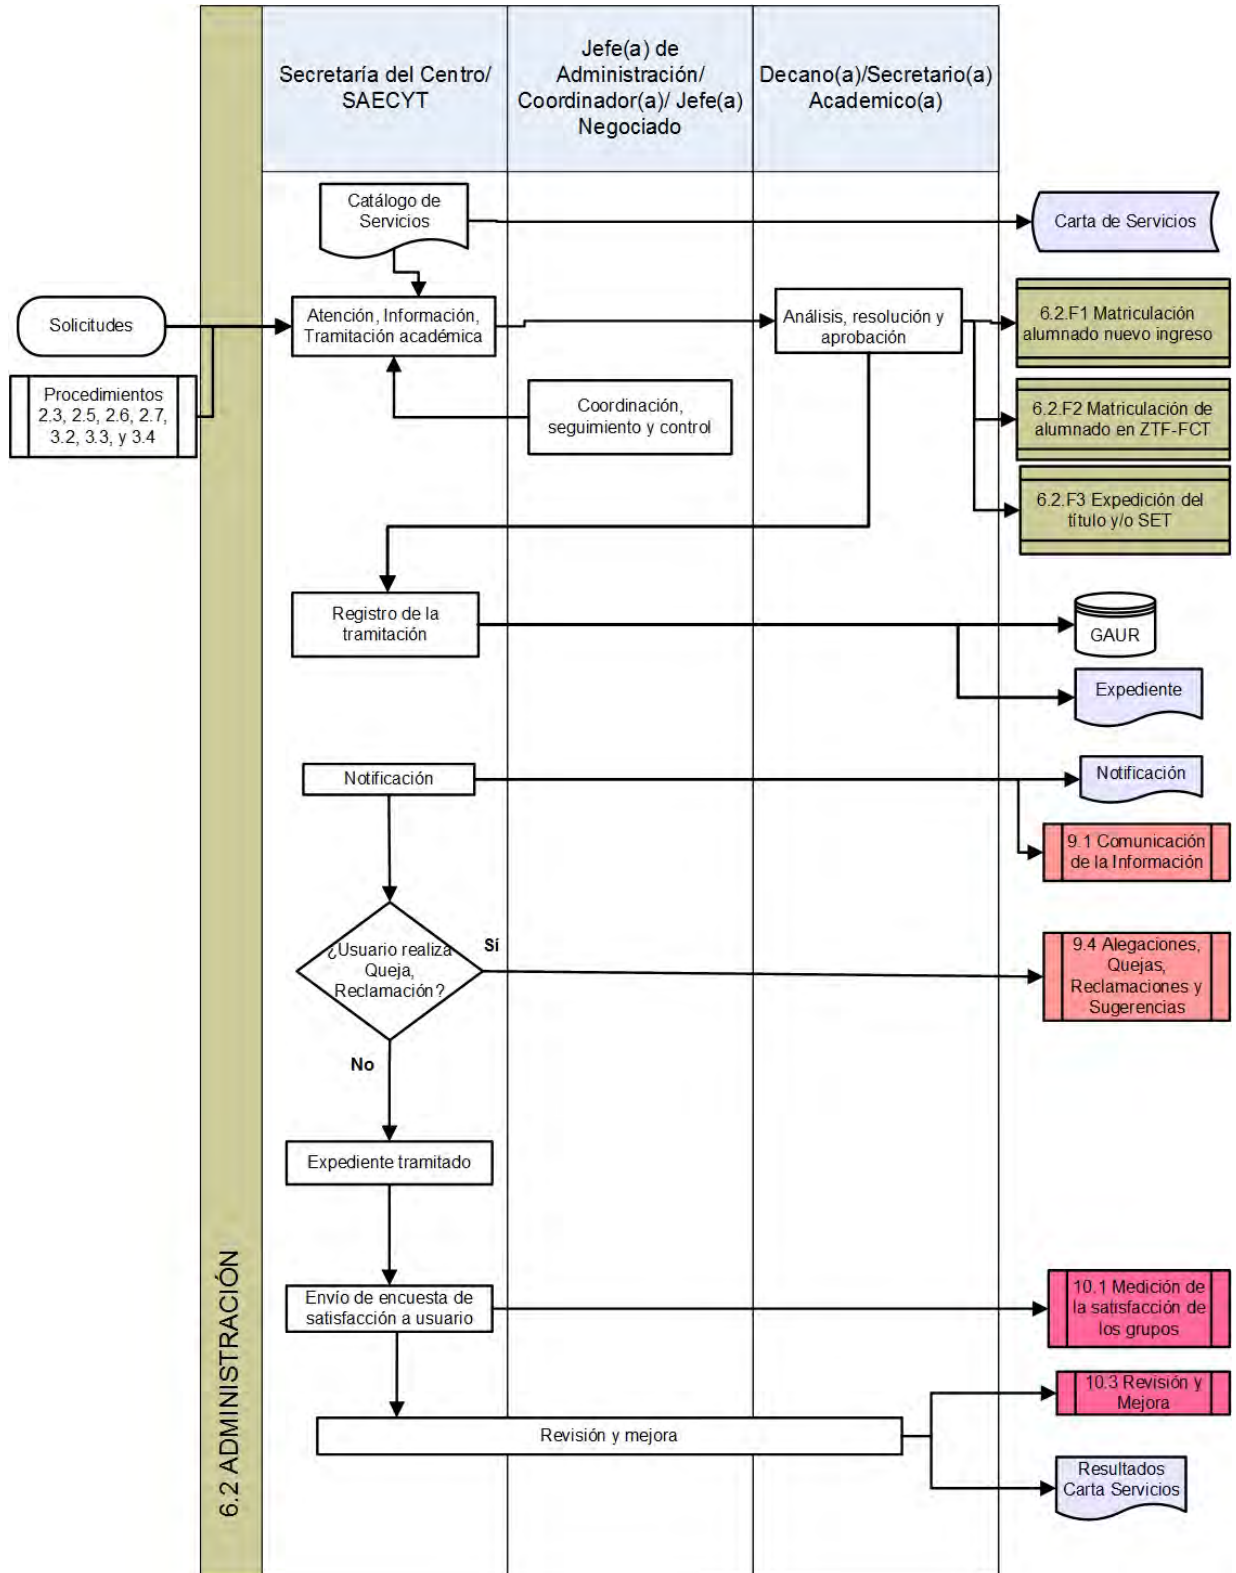 Secretaría del Centro/
SAECYT
Jefe(a) de
Administración/
Coordinador(a)/ Jefe(a)
Negociado
Decano(a)/Secretario(a)
Academico(a)
Catálogo de
Servicios
Carta de Servicios
Solicitudes
Atención, Información,
Tramitación académica
Análisis, resolución y
aprobación
6.2.F1 Matriculación
alumnado nuevo ingreso
Procedimientos
2.3, 2.5, 2.6, 2.7,
3.2, 3.3, y 3.4
Coordinación,
seguimiento y control
6.2.F2 Matriculación de
alumnado en ZTF-FCT
6.2.F3 Expedición del
título y/o SET
Registro de la
tramitación
GAUR
Expediente
Notificación
Notificación
9.1 Comunicación
de la Información
¿Usuario realiza
Queja,
Reclamación?
Sí
No
9.4 Alegaciones,
Quejas,
Reclamaciones y
Sugerencias
Expediente tramitado
Envío de encuesta de
satisfacción a usuario
10.1 Medición de
la satisfacción de
los grupos
10.3 Revisión y
Mejora
Revisión y mejora
Resultados
Carta Servicios
6.2 ADMINISTRACIÓN